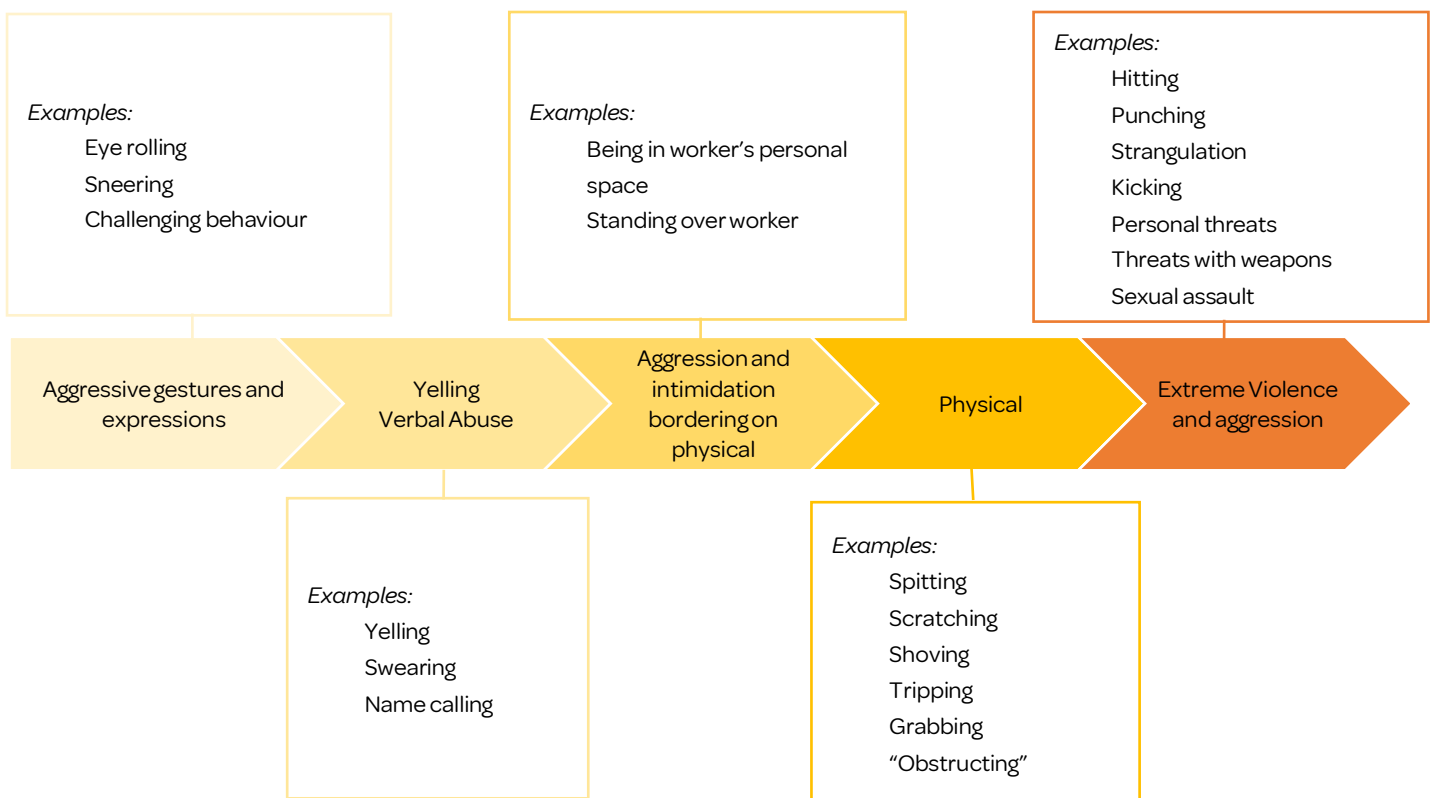 Examples:
Eye rolling
Sneering
Challenging behaviour
Examples:
Being in worker’s personal
space
Standing over worker
Examples:
Hitting
Punching
Strangulation
Kicking
Personal threats
Threats with weapons
Sexual assault
Aggressive gestures and
expressions
Yelling
Verbal Abuse
Aggression and
intimidation
bordering on
physical
Physical
Extreme Violence
and aggression
Examples:
Yelling
Swearing
Name calling
Examples:
Spitting
Scratching
Shoving
Tripping
Grabbing
“Obstructing”